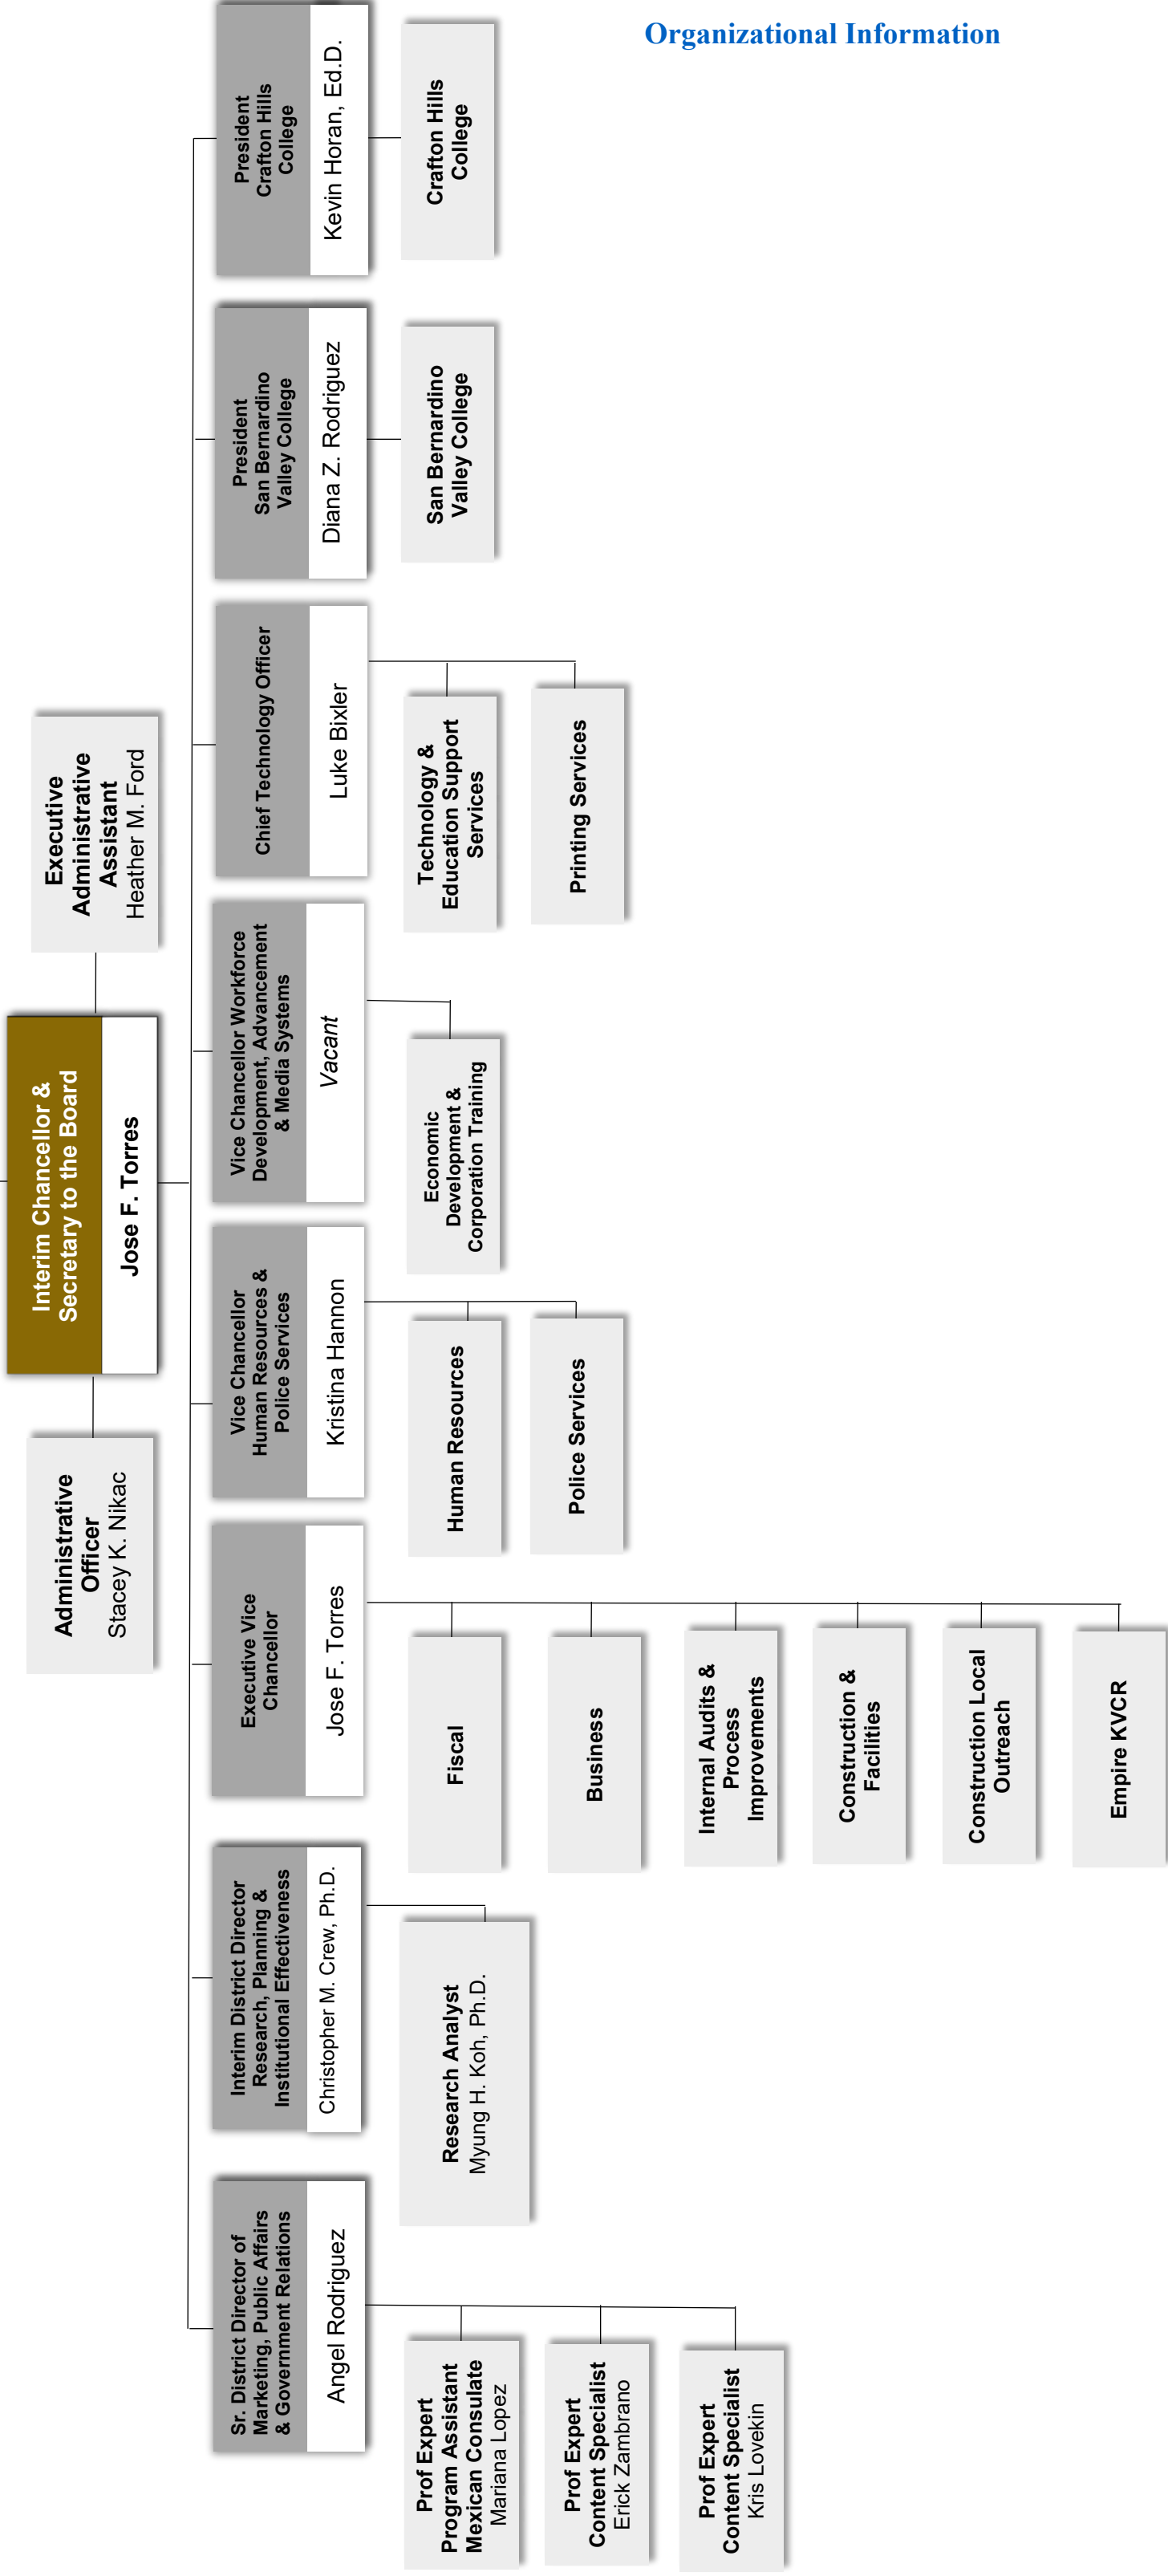 Organizational Information
Interim Chancellor &
Secretary to the Board
Jose F. Torres
Administrative
Officer
Stacey K. Nikac
Executive
Administrative
Assistant
Heather M. Ford
Sr. District Director of
Marketing, Public Affairs
& Government Relations
Angel Rodriguez
Prof Expert
Program Assistant
Mexican Consulate
Mariana Lopez
Prof Expert
Content Specialist
Erick Zambrano
Prof Expert
Content Specialist
Kris Lovekin
Interim District Director
Research, Planning &
Institutional Effectiveness
Christopher M. Crew, Ph.D.
Research Analyst
Myung H. Koh, Ph.D.
Executive Vice
Chancellor
Jose F. Torres
Fiscal
Business
Internal Audits &
Process
Improvements
Construction &
Facilities
Construction Local
Outreach
Empire KVCR
Vice Chancellor
Human Resources &
Police Services
Kristina Hannon
Human Resources
Police Services
Vice Chancellor Workforce
Development, Advancement
& Media Systems
Vacant
Economic
Development &
Corporation Training
Chief Technology Officer
Luke Bixler
Technology &
Education Support
Services
Printing Services
President
San Bernardino
Valley College
Diana Z. Rodriguez
San Bernardino
Valley College
President
Crafton Hills
College
Kevin Horan, Ed.D.
Crafton Hills
College